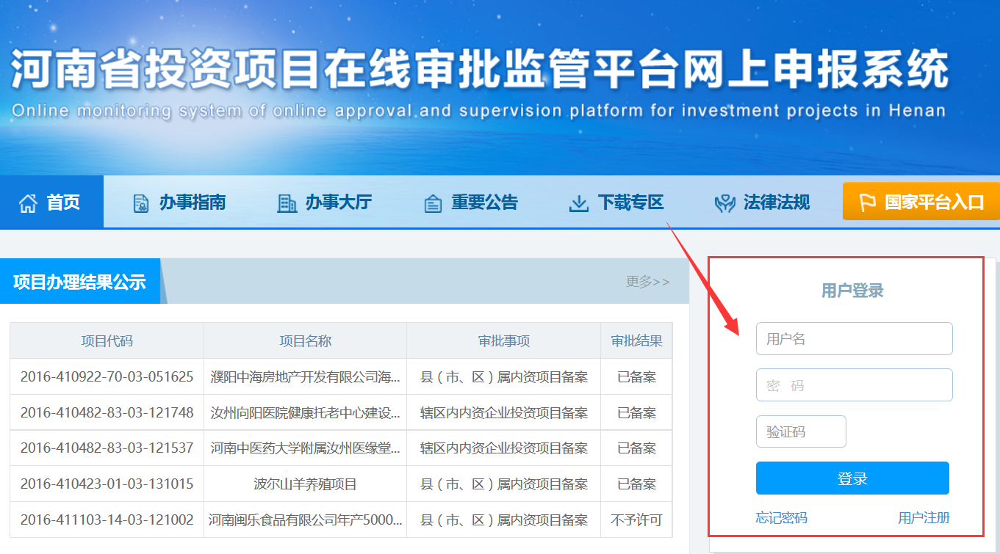 河南省投资项目在线审批监管平台网上申报系统
Online monitoring system of online approval and supervision platform for investment projects in Henan
首页 办事指南 办事大厅 重要公告 下载专区 法律法规 国家平台入口
项目办理结果公示 更多>>
项目代码 项目名称 审批事项 审批结果
2016-410922-70-03-051625 濮阳中海房地产开发有限公司海... 县（市、区）属内资项目备案 已备案
2016-410482-83-03-121748 汝州向阳医院健康托老中心建设... 辖区内内资企业投资项目备案 已备案
2016-410482-83-03-121537 河南中医药大学附属汝州医缘堂... 辖区内内资企业投资项目备案 已备案
2016-410423-01-03-131015 波尔山羊养殖项目 县（市、区）属内资项目备案 已备案
2016-411103-14-03-121002 河南闽乐食品有限公司年产5000... 县（市、区）属内资项目备案 不予许可
用户登录
用户名
密 码
验证码
登录
忘记密码 用户注册